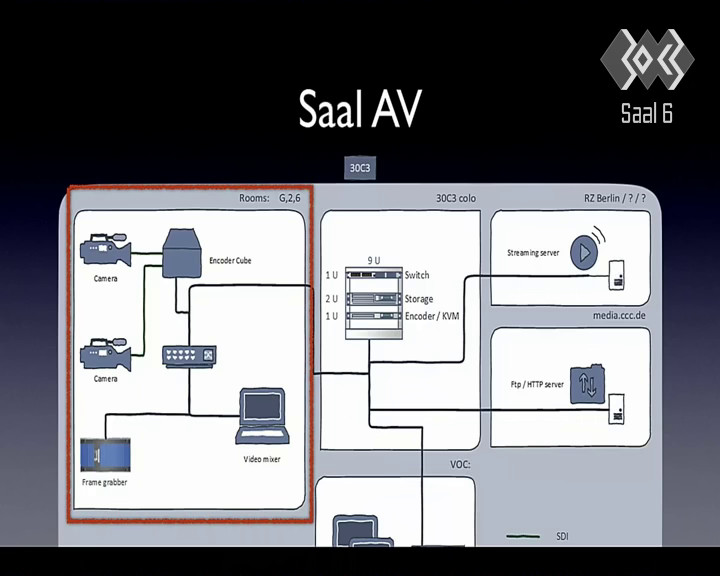 Saal 6
Saal AV
30C3
Rooms: G,2,6
30C3 colo
RZ Berlin / ? / ?
Camera
Encoder Cube
9 U
1 U
Switch
2 U
Storage
1 U
Encoder / KVM
Streaming server
media.ccc.de
Camera
Ftp / HTTP server
Video mixer
Frame grabber
VOC:
SDI